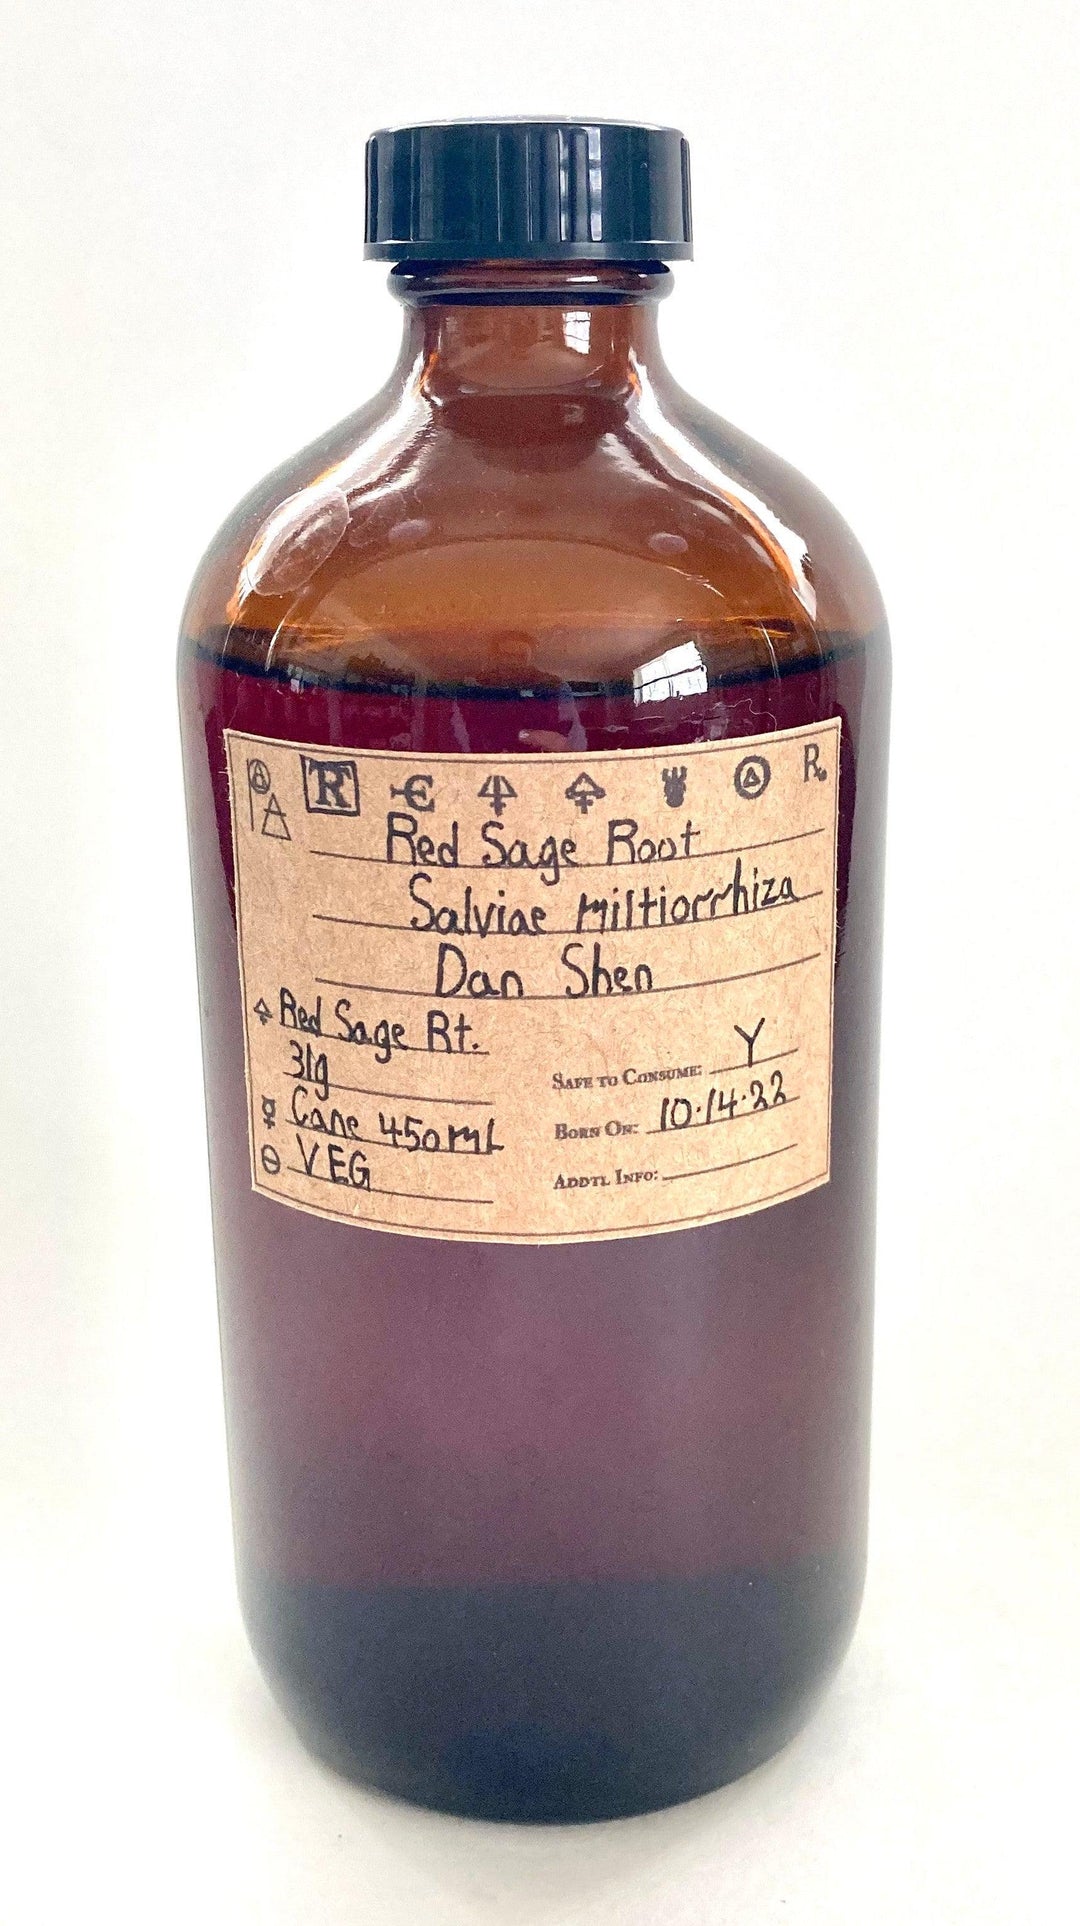 Red Sage Root
Salviae Miltiorrhiza
Dan Shen
Red Sage Rt.
31g
Cane 450mL
VEG
Safe to Consume: Y
Born On: 10·14·22
Addtl Info: